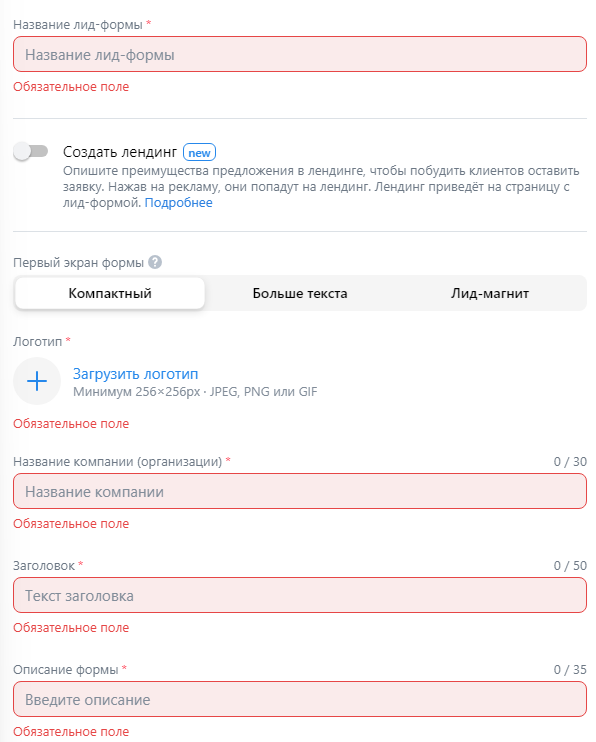 Название лид-формы *
Название лид-формы
Обязательное поле
Создать лендинг new
Опишите преимущества предложения в лендинге, чтобы побудить клиентов оставить
заявку. Нажав на рекламу, они попадут на лендинг. Лендинг приведёт на страницу с
лид-формой. Подробнее
Первый экран формы ?
Компактный Больше текста Лид-магнит
Логотип *
Загрузить логотип
Минимум 256×256px · JPEG, PNG или GIF
Обязательное поле
Название компании (организации) * 0 / 30
Название компании
Обязательное поле
Заголовок * 0 / 50
Текст заголовка
Обязательное поле
Описание формы * 0 / 35
Введите описание
Обязательное поле